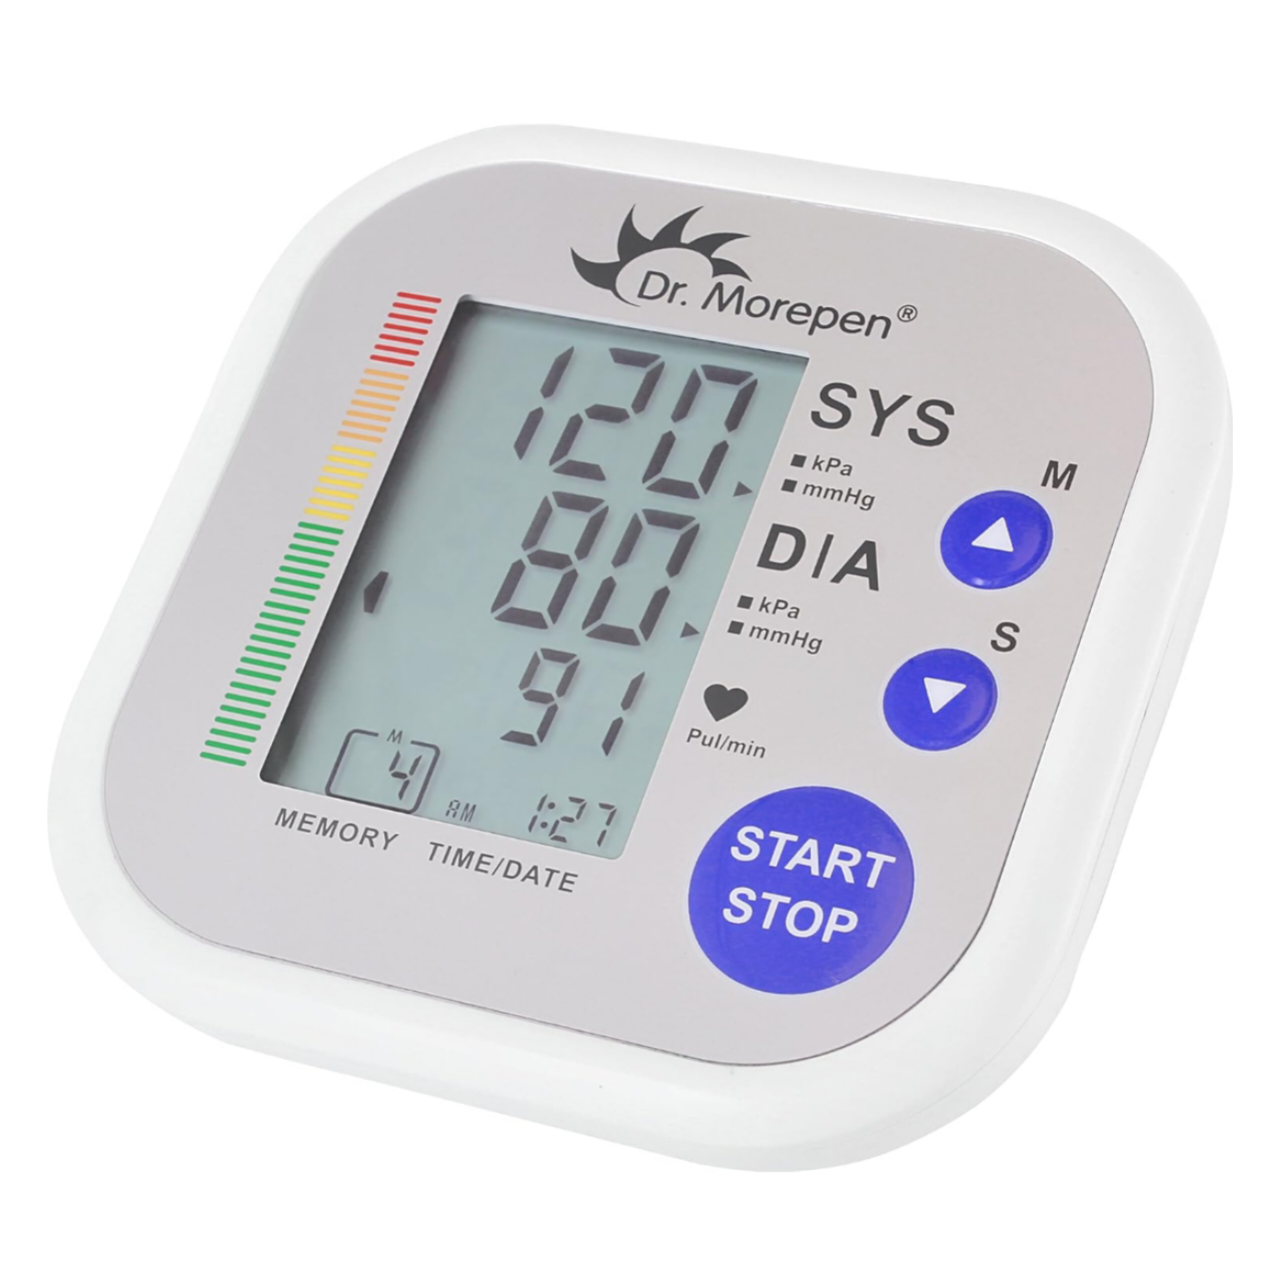 Dr. Morepen®
120
SYS
kPa
mmHg
M
80
DIA
kPa
mmHg
S
91
Pul/min
M
4
AM 1:27
MEMORY TIME/DATE
START
STOP